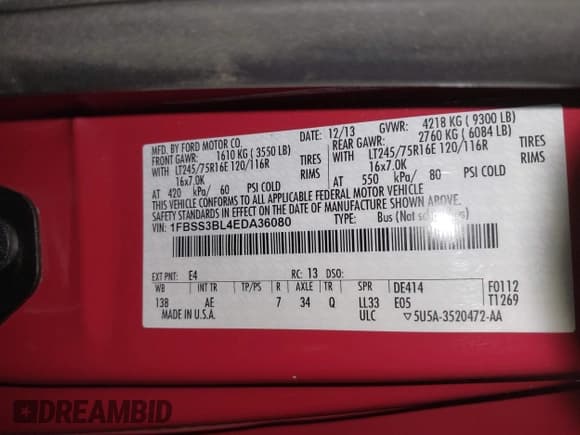 MFD. BY FORD MOTOR CO. DATE: 12/13 GVWR: 4218 KG ( 9300 LB)
FRONT GAWR: 1610 KG ( 3550 LB) REAR GAWR: 2760 KG ( 6084 LB)
WITH LT245/75R16E 120/116R TIRES WITH LT245/75R16E 120/116R TIRES
16x7.0K RIMS 16x7.0K RIMS
AT 420 kPa/ 60 PSI COLD AT 550 kPa/ 80 PSI COLD
THIS VEHICLE CONFORMS TO ALL APPLICABLE FEDERAL MOTOR VEHICLE
SAFETY STANDARDS IN EFFECT ON THE DATE OF MANUFACTURE SHOWN ABOVE.
VIN: 1FBSS3BL4EDA36080 TYPE: Bus (Not
EXT PNT: E4 RC: 13 DSO:
WB INT TR TP/PS R AXLE TR SPR DE414 F0112
138 AE 7 34 Q LL33 E05 T1269
MADE IN U.S.A. ULC ▽5U5A-3520472-AA
DREAMBID